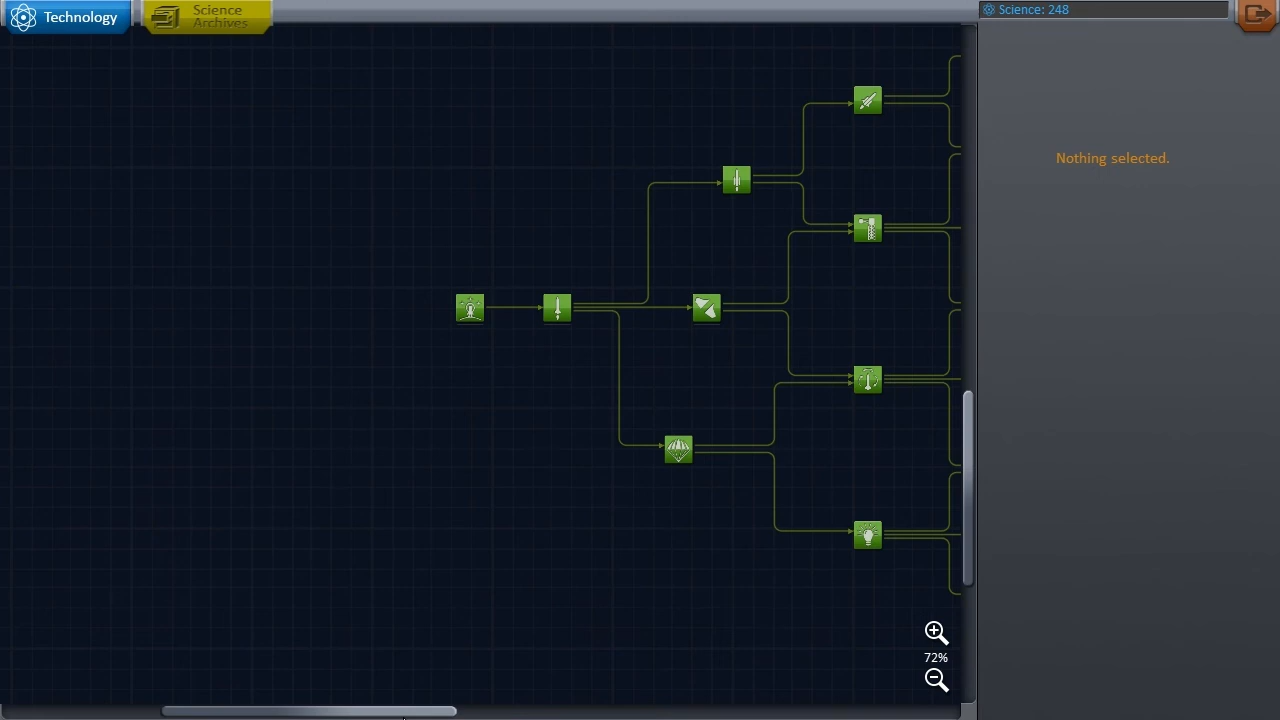 Technology
Science
Archives
Science: 248
Nothing selected.
72%